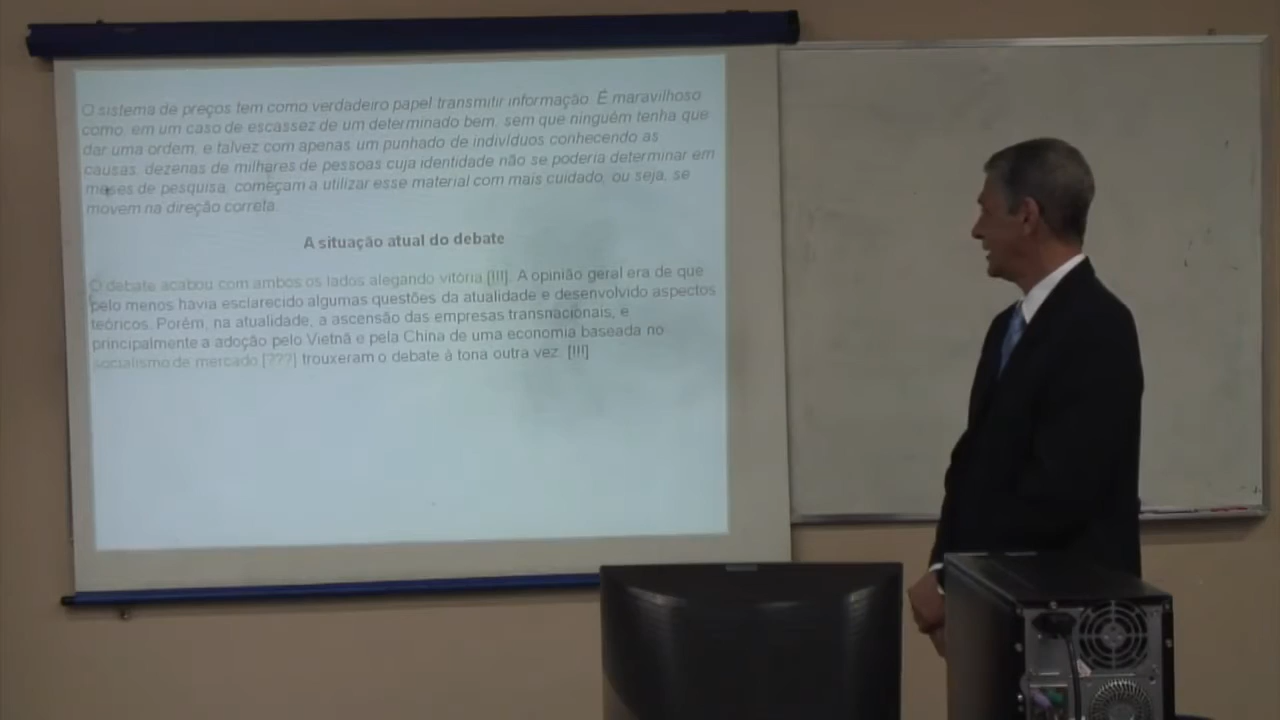 O sistema de preços tem como verdadeiro papel transmitir informação. É maravilhoso
como, em um caso de escassez de um determinado bem, sem que ninguém tenha que
dar uma ordem, e talvez com apenas um punhado de indivíduos conhecendo as
causas, dezenas de milhares de pessoas cuja identidade não se poderia determinar em
meses de pesquisa, começam a utilizar esse material com mais cuidado, ou seja, se
movem na direção correta.
A situação atual do debate
O debate acabou com ambos os lados alegando vitória [!!!]. A opinião geral era de que
pelo menos havia esclarecido algumas questões da atualidade e desenvolvido aspectos
teóricos. Porém, na atualidade, a ascensão das empresas transnacionais, e
principalmente a adoção pelo Vietnã e pela China de uma economia baseada no
socialismo de mercado [???] trouxeram o debate à tona outra vez. [!!!]